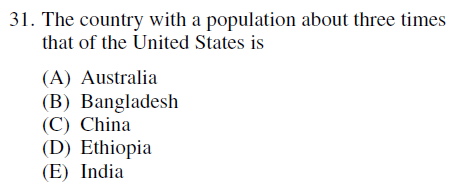 31. The country with a population about three times
that of the United States is
(A) Australia
(B) Bangladesh
(C) China
(D) Ethiopia
(E) India